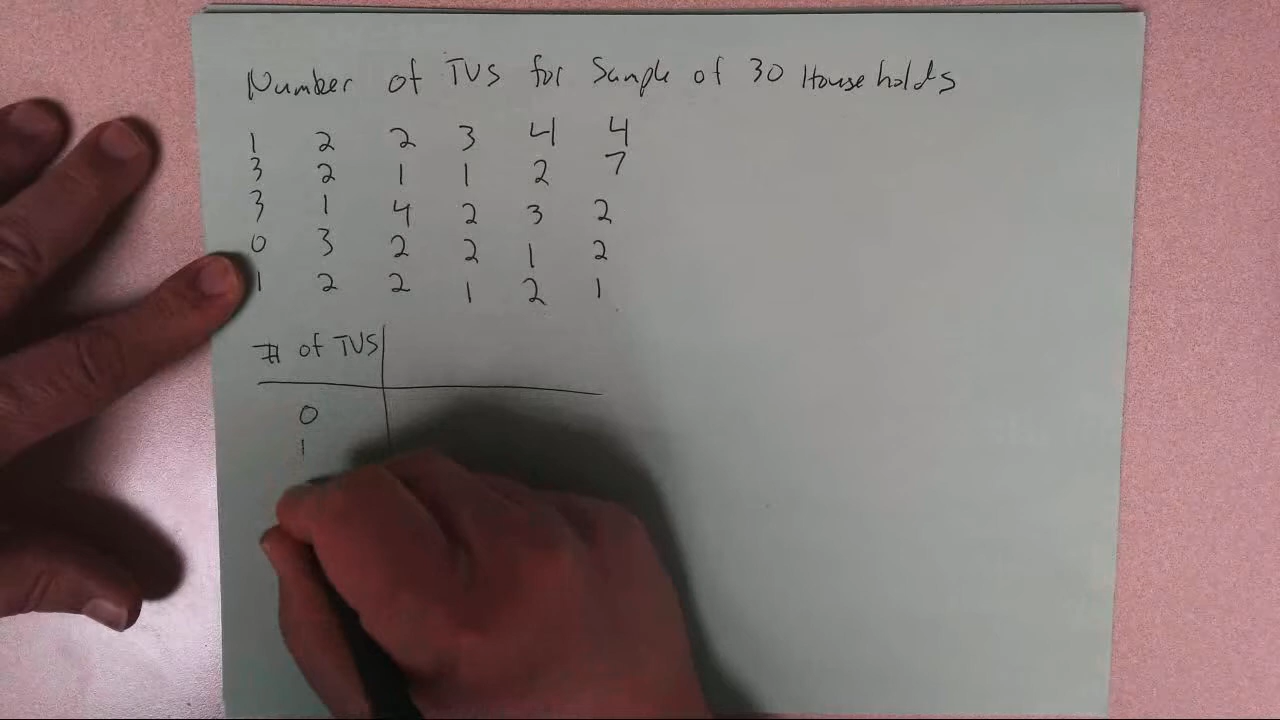 Number of TVS for Sample of 30 Households
1 2 2 3 4 4
3 2 1 1 2 7
3 1 4 2 3 2
0 3 2 2 1 2
1 2 2 1 2 1
# of TVS
0
1